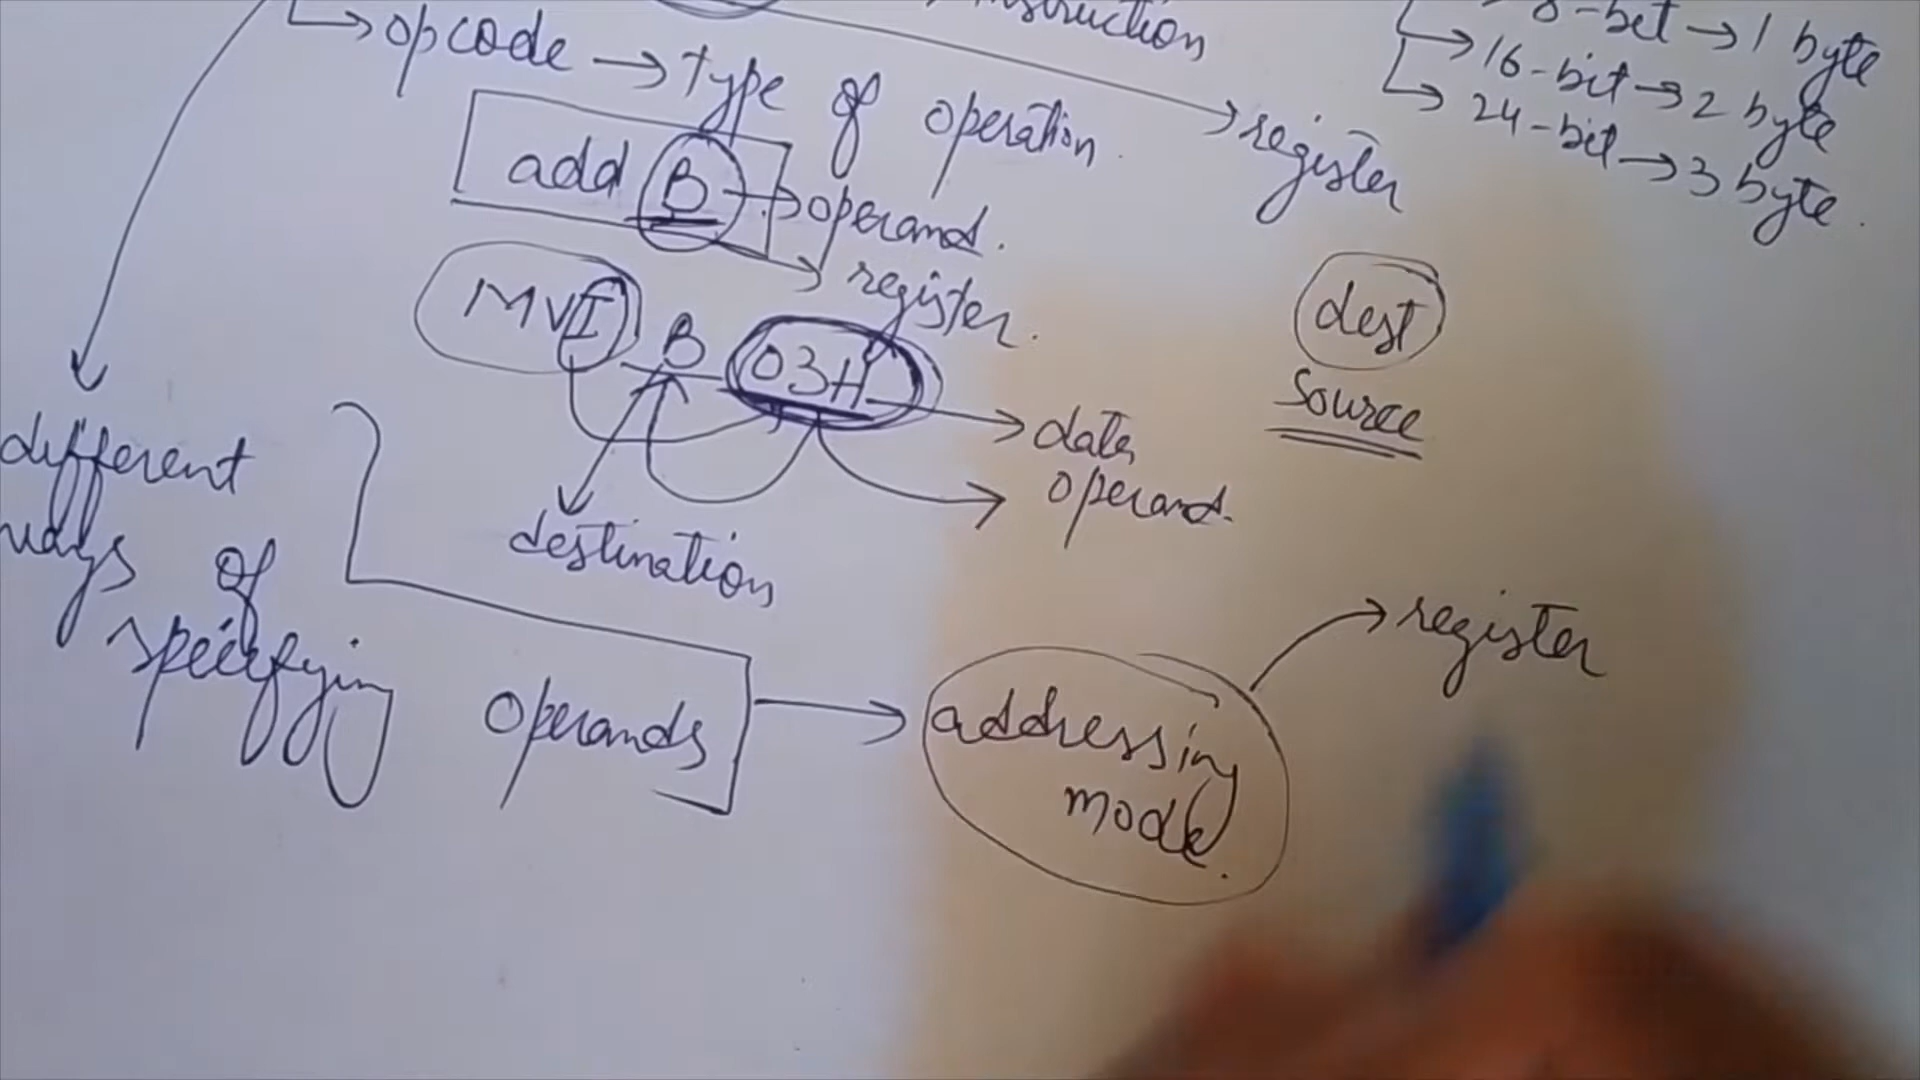 instruction
8-bit → 1 byte
→ opcode → type of operation
→ 16-bit → 2 byte
→ register
→ 24-bit → 3 byte.
add B → operand.
→ register.
MVI B 03H
dest
source
→ data
→ operand.
destination
different
ways of
specifying operands → addressing
mode.
→ register